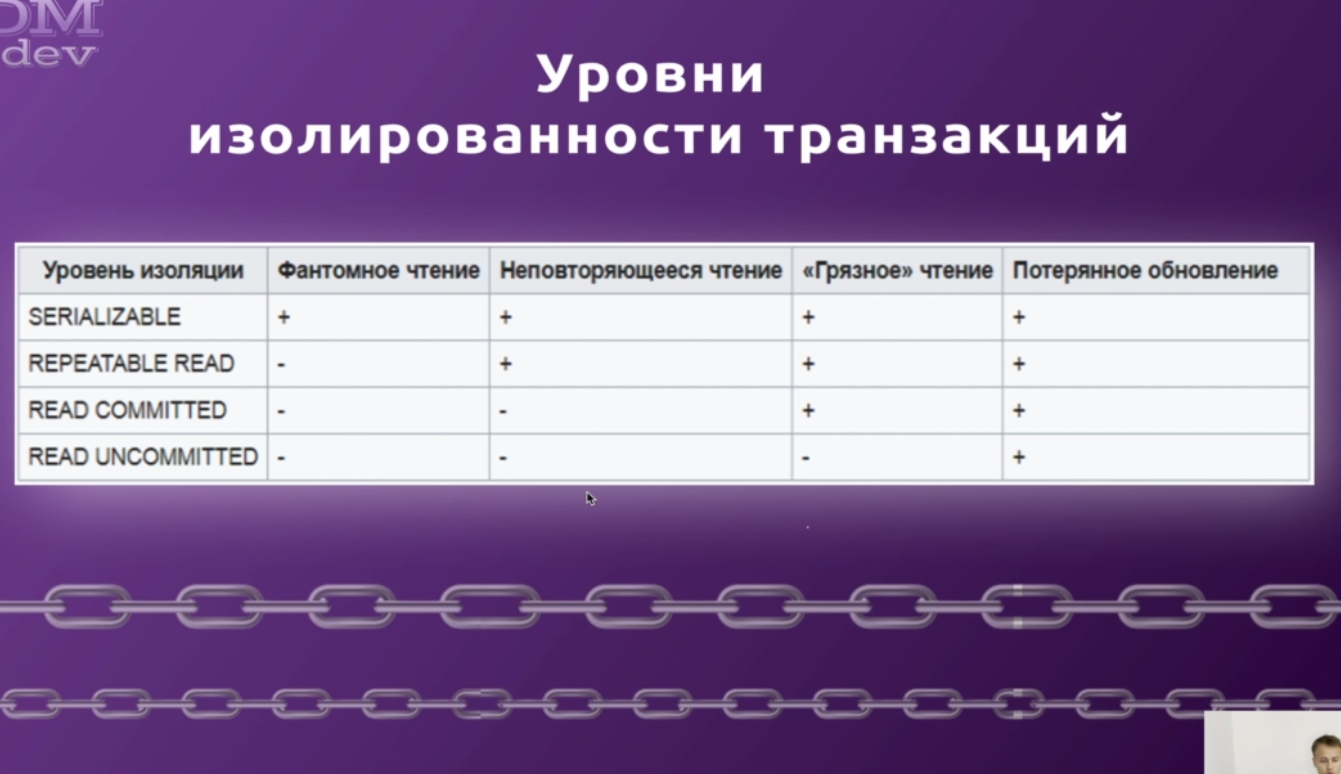 DM
dev
Уровни
изолированности транзакций
Уровень изоляции Фантомное чтение Неповторяющееся чтение «Грязное» чтение Потерянное обновление
SERIALIZABLE + + + +
REPEATABLE READ - + + +
READ COMMITTED - - + +
READ UNCOMMITTED - - - +